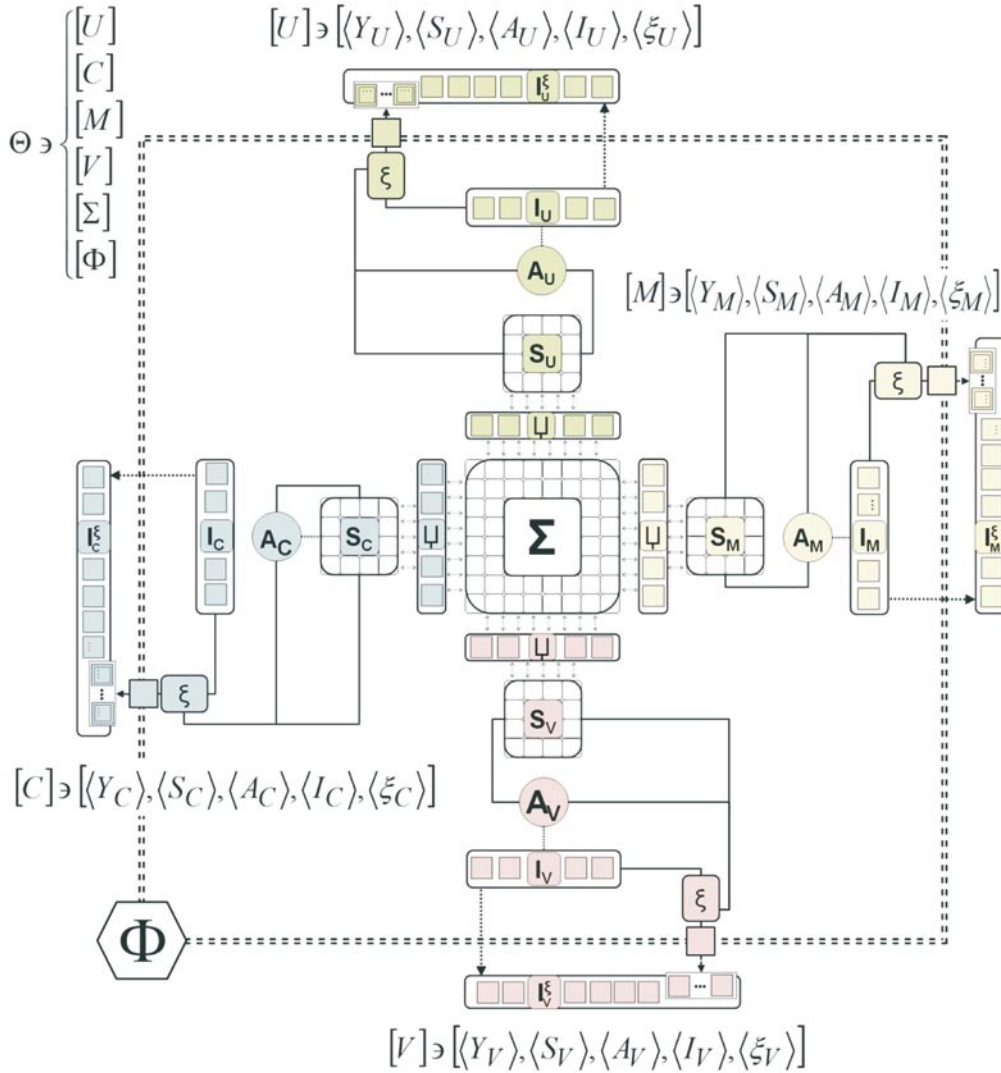 [U]∍[⟨Y_U⟩,⟨S_U⟩,⟨A_U⟩,⟨I_U⟩,⟨ξ_U⟩]
Θ∍{
[U]
[C]
[M]
[V]
[Σ]
[Φ]
I_U^ξ
ξ
I_U
A_U
[M]∍[⟨Y_M⟩,⟨S_M⟩,⟨A_M⟩,⟨I_M⟩,⟨ξ_M⟩]
S_U
ξ
Ψ
I_C^ξ
I_C
A_C
S_C
Ψ
Σ
Ψ
S_M
A_M
I_M
I_M^ξ
Ψ
ξ
S_V
[C]∍[⟨Y_C⟩,⟨S_C⟩,⟨A_C⟩,⟨I_C⟩,⟨ξ_C⟩]
A_V
I_V
ξ
Φ
I_V^ξ
[V]∍[⟨Y_V⟩,⟨S_V⟩,⟨A_V⟩,⟨I_V⟩,⟨ξ_V⟩]